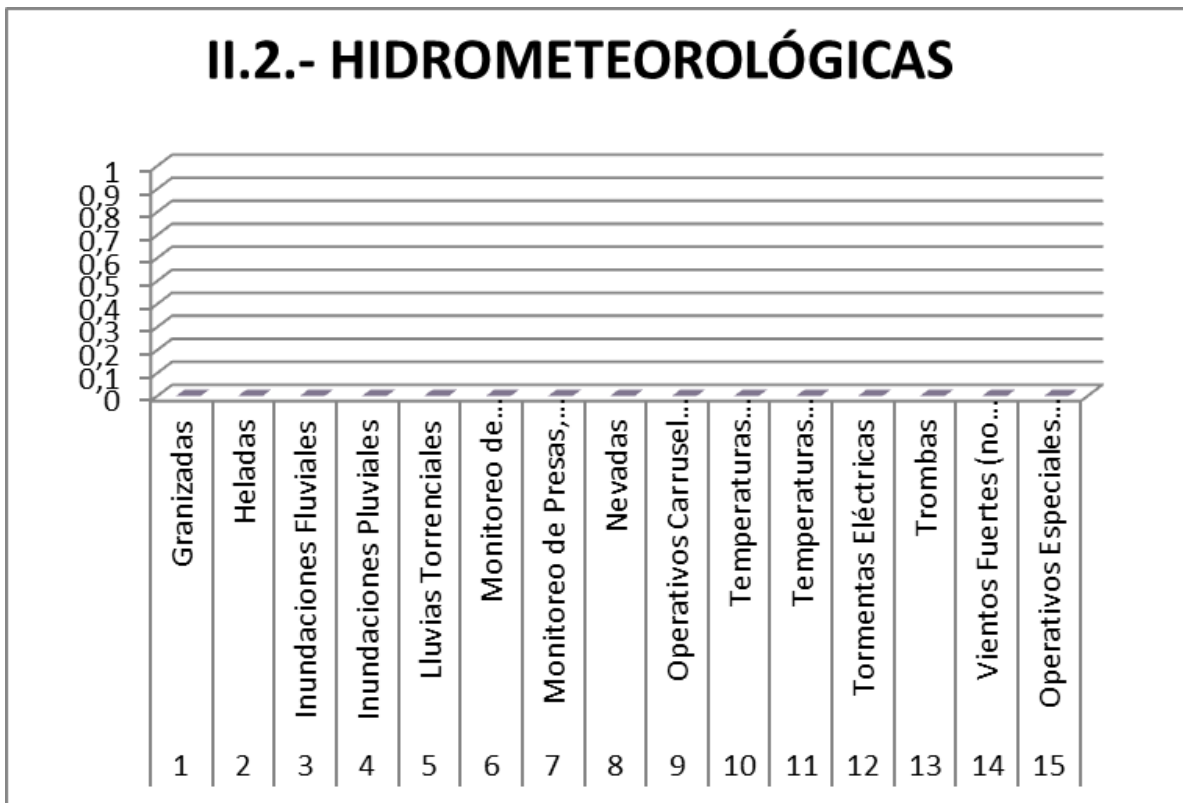 II.2.- HIDROMETEOROLÓGICAS
1
0,9
0,8
0,7
0,6
0,5
0,4
0,3
0,2
0,1
0
Granizadas
Heladas
Inundaciones Fluviales
Inundaciones Pluviales
Lluvias Torrenciales
Monitoreo de...
Monitoreo de Presas,...
Nevadas
Operativos Carrusel...
Temperaturas...
Temperaturas...
Tormentas Eléctricas
Trombas
Vientos Fuertes (no...
Operativos Especiales...
1 2 3 4 5 6 7 8 9 10 11 12 13 14 15